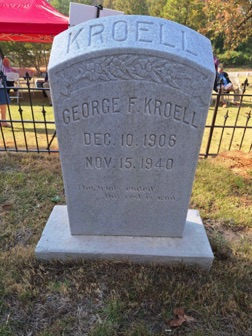 KROELL
GEORGE F. KROELL
DEC. 10, 1906
NOV. 15, 1940